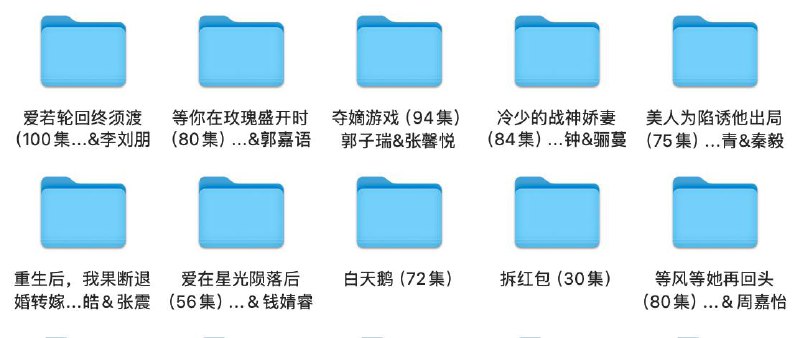 爱若轮回终须渡
(100集...&李刘朋
等你在玫瑰盛开时
(80集) ...&郭嘉语
夺嫡游戏 (94集)
郭子瑞&张馨悦
冷少的战神娇妻
(84集) ...钟&骊蔓
美人为陷诱他出局
(75集) ...青&秦毅
重生后，我果断退
婚转嫁...皓&张震
爱在星光陨落后
(56集) ...&钱婧睿
白天鹅 (72集)
拆红包 (30集)
等风等她再回头
(80集) ...&周嘉怡